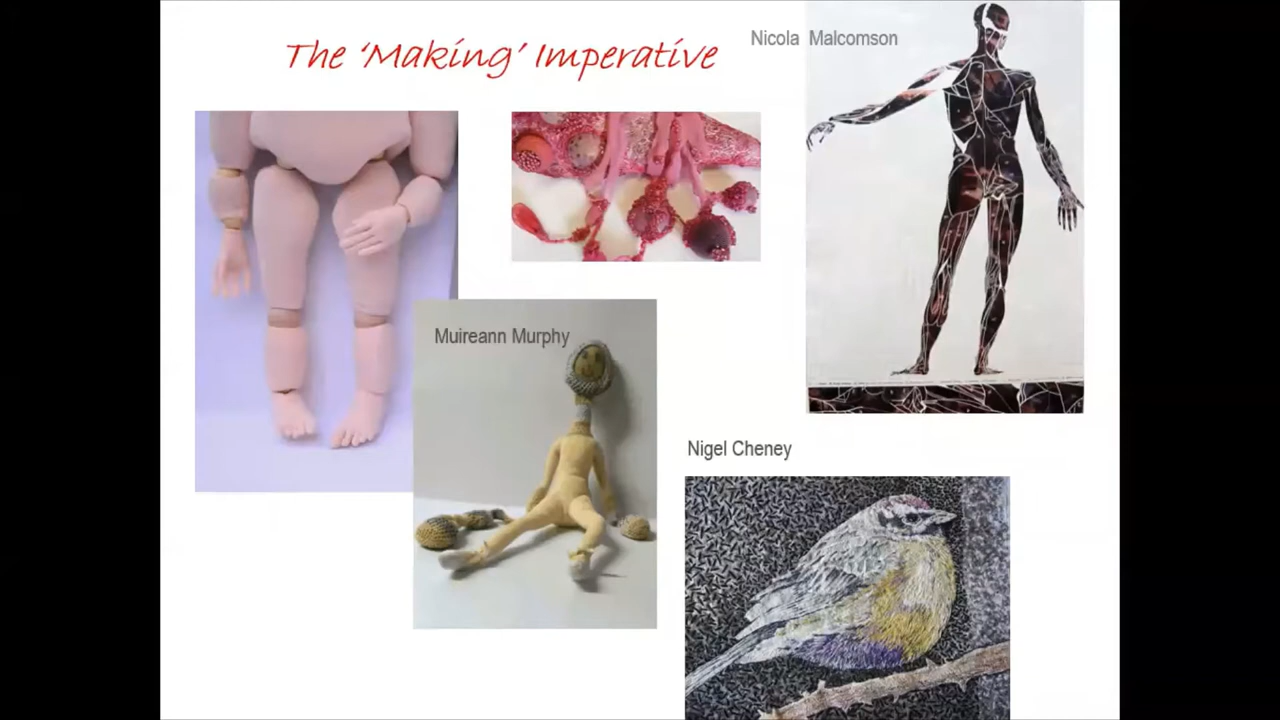 The ‘Making’ Imperative
Nicola Malcomson
Muireann Murphy
Nigel Cheney